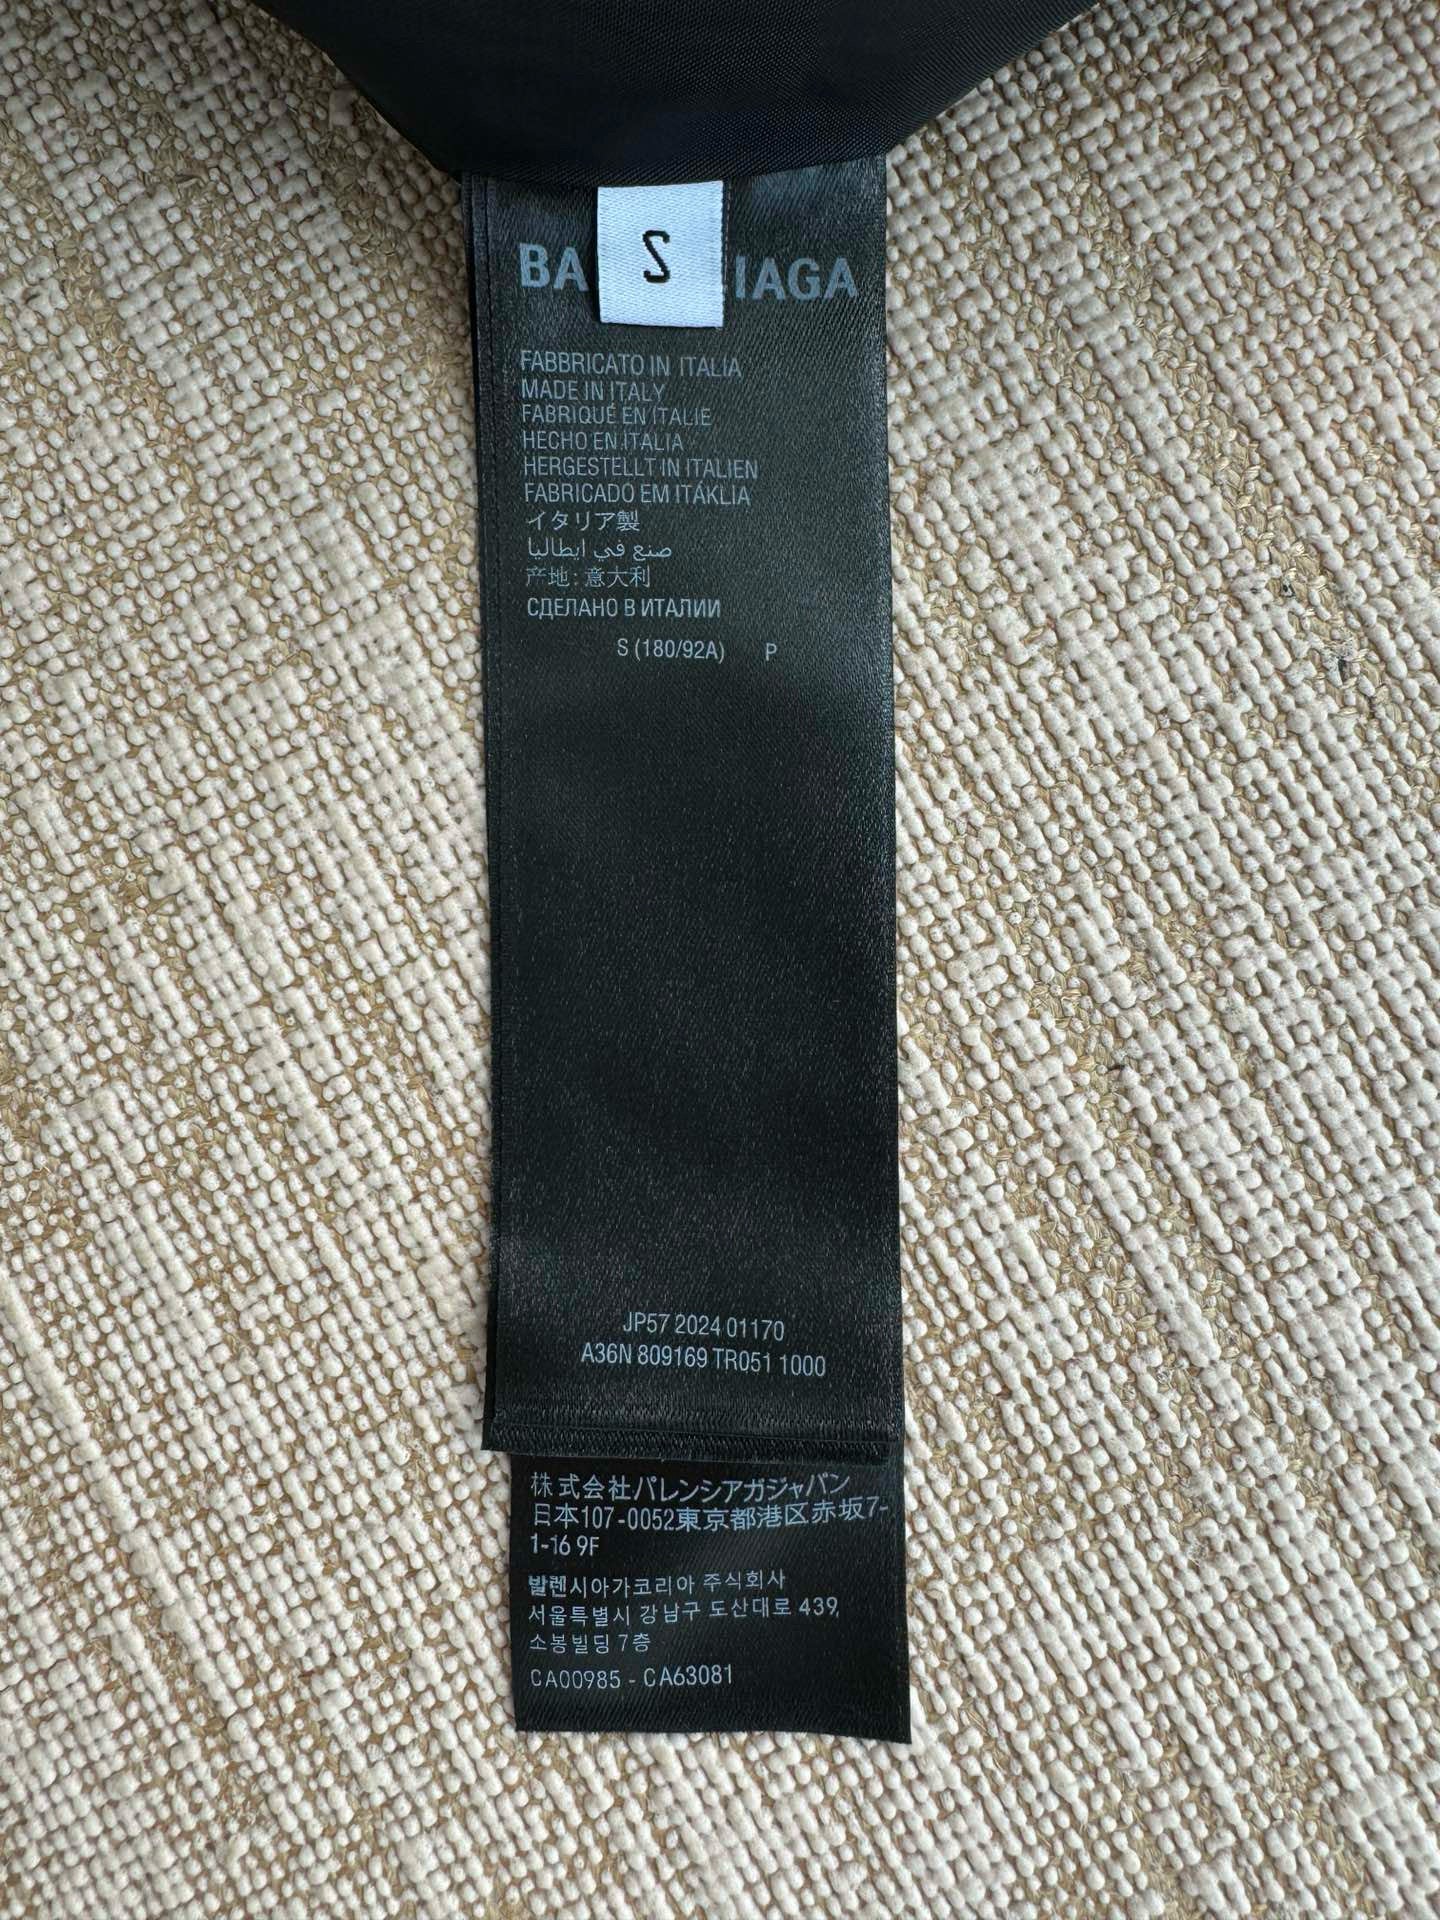 BA S IAGA
FABBRICATO IN ITALIA
MADE IN ITALY
FABRIQUÉ EN ITALIE
HECHO EN ITALIA
HERGESTELLT IN ITALIEN
FABRICADO EM ITÁKLIA
イタリア製
صنع في ايطاليا
产地: 意大利
СДЕЛАНО В ИТАЛИИ
S (180/92A) P
JP57 2024 01170
A36N 809169 TR051 1000
株式会社バレンシアガジャパン
日本107-0052東京都港区赤坂7-
1-16 9F
발렌시아가코리아 주식회사
서울특별시 강남구 도산대로 439,
소봉빌딩 7층
CA00985 - CA63081